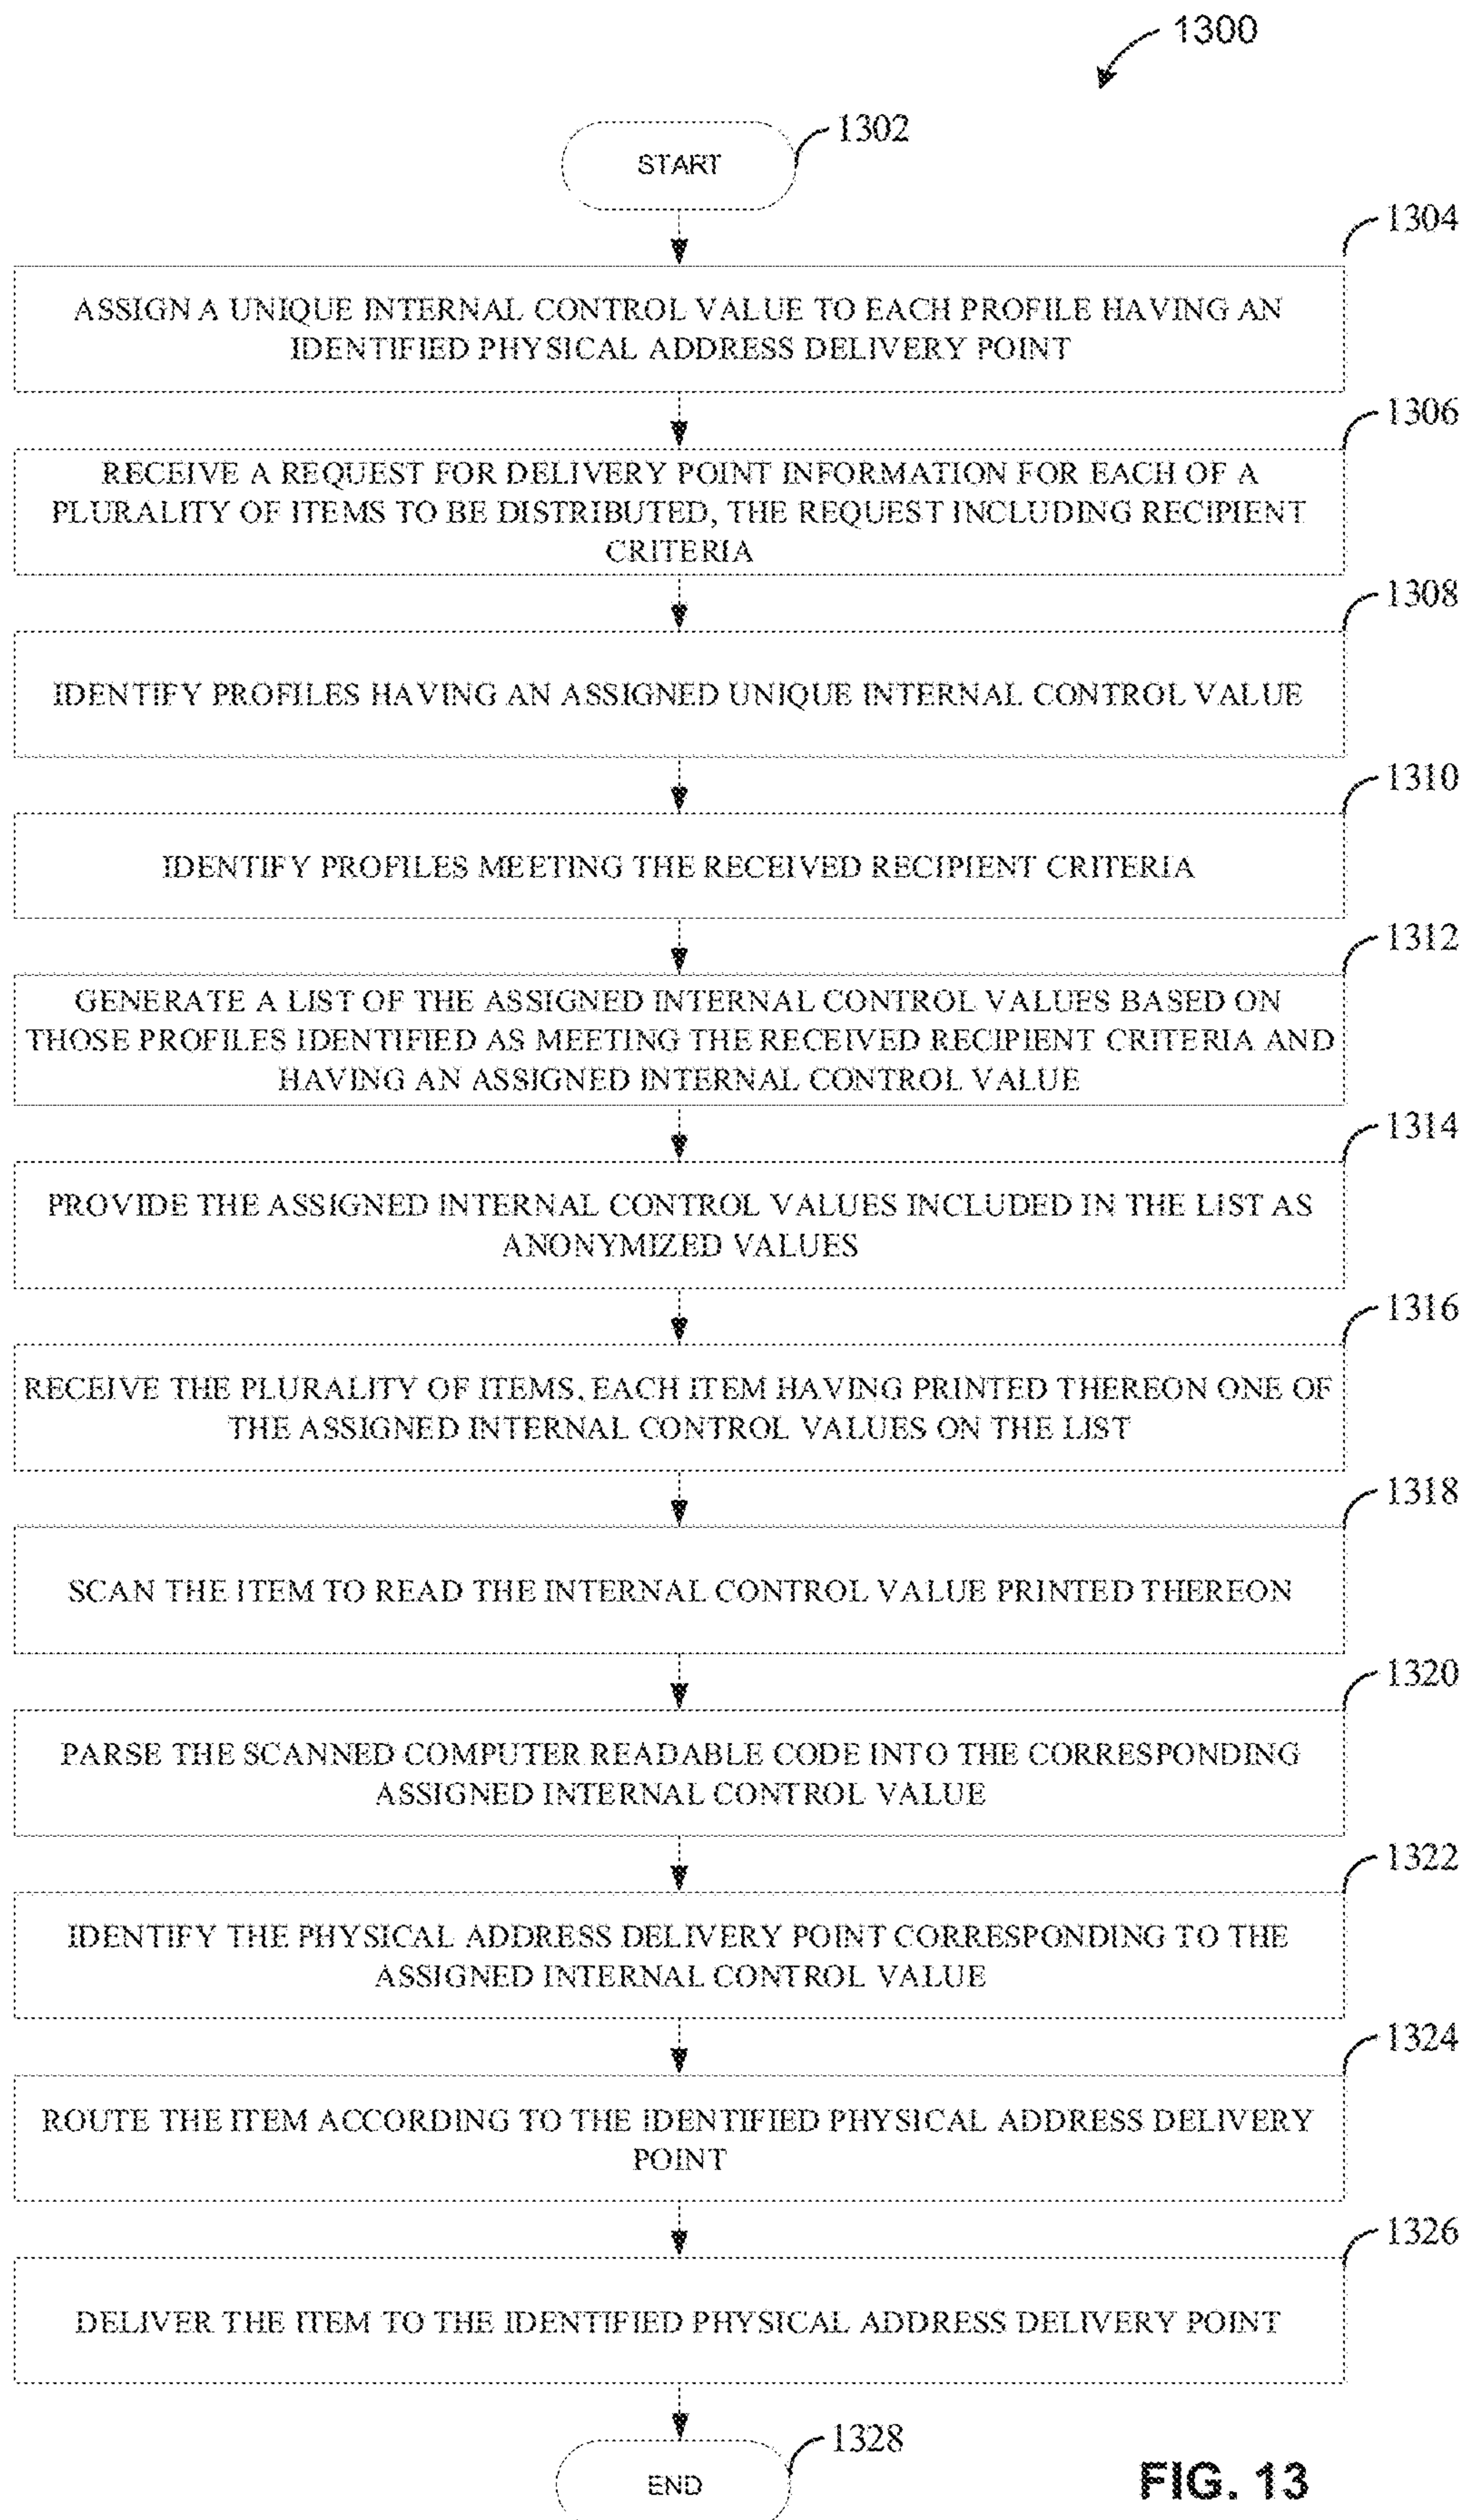 1300
1302
START
1304
ASSIGN A UNIQUE INTERNAL CONTROL VALUE TO EACH PROFILE HAVING AN
IDENTIFIED PHYSICAL ADDRESS DELIVERY POINT
1306
RECEIVE A REQUEST FOR DELIVERY POINT INFORMATION FOR EACH OF A
PLURALITY OF ITEMS TO BE DISTRIBUTED, THE REQUEST INCLUDING RECIPIENT
CRITERIA
1308
IDENTIFY PROFILES HAVING AN ASSIGNED UNIQUE INTERNAL CONTROL VALUE
1310
IDENTIFY PROFILES MEETING THE RECEIVED RECIPIENT CRITERIA
1312
GENERATE A LIST OF THE ASSIGNED INTERNAL CONTROL VALUES BASED ON
THOSE PROFILES IDENTIFIED AS MEETING THE RECEIVED RECIPIENT CRITERIA AND
HAVING AN ASSIGNED INTERNAL CONTROL VALUE
1314
PROVIDE THE ASSIGNED INTERNAL CONTROL VALUES INCLUDED IN THE LIST AS
ANONYMIZED VALUES
1316
RECEIVE THE PLURALITY OF ITEMS, EACH ITEM HAVING PRINTED THEREON ONE OF
THE ASSIGNED INTERNAL CONTROL VALUES ON THE LIST
1318
SCAN THE ITEM TO READ THE INTERNAL CONTROL VALUE PRINTED THEREON
1320
PARSE THE SCANNED COMPUTER READABLE CODE INTO THE CORRESPONDING
ASSIGNED INTERNAL CONTROL VALUE
1322
IDENTIFY THE PHYSICAL ADDRESS DELIVERY POINT CORRESPONDING TO THE
ASSIGNED INTERNAL CONTROL VALUE
1324
ROUTE THE ITEM ACCORDING TO THE IDENTIFIED PHYSICAL ADDRESS DELIVERY
POINT
1326
DELIVER THE ITEM TO THE IDENTIFIED PHYSICAL ADDRESS DELIVERY POINT
1328
END
FIG. 13